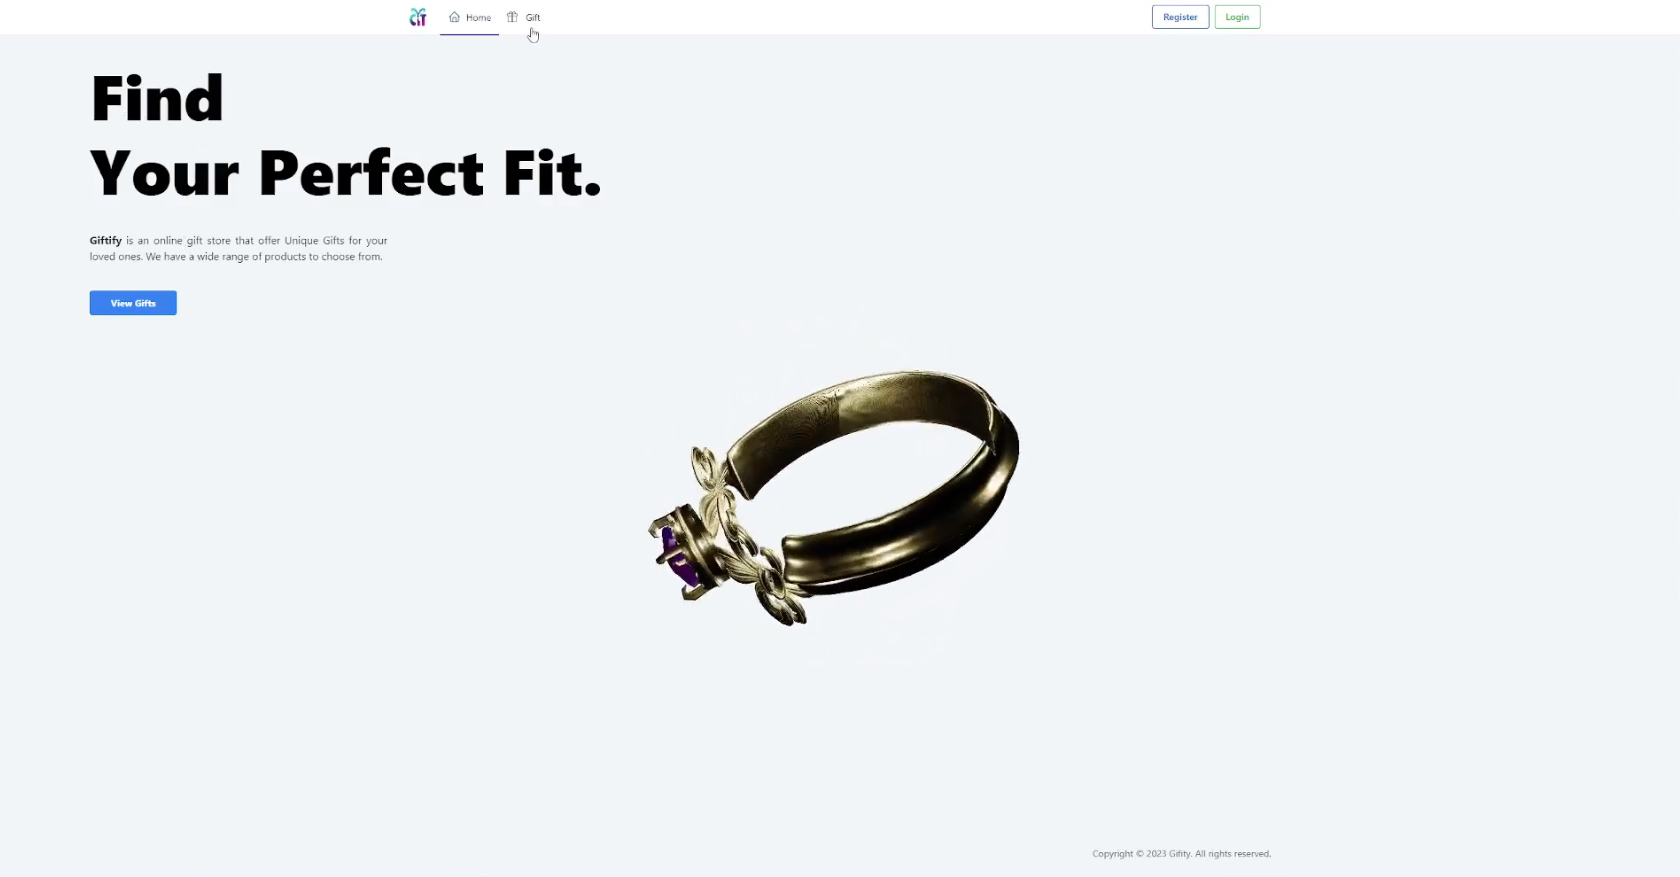 GIT
Home
Gift
Register
Login
Find
Your Perfect Fit.
Giftify is an online gift store that offer Unique Gifts for your
loved ones. We have a wide range of products to choose from.
View Gifts
Copyright © 2023 Gifity. All rights reserved.